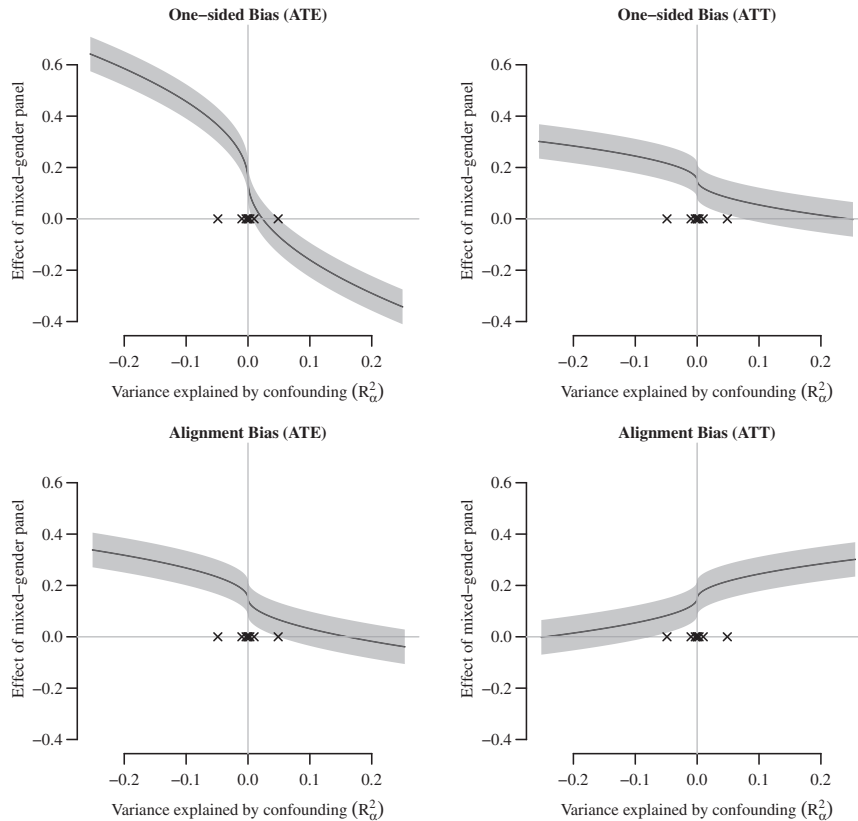 One−sided Bias (ATE)
Effect of mixed−gender panel
0.6
0.4
0.2
0.0
−0.2
−0.4
−0.2 −0.1 0.0 0.1 0.2
Variance explained by confounding (R²α)
One−sided Bias (ATT)
Effect of mixed−gender panel
0.6
0.4
0.2
0.0
−0.2
−0.4
−0.2 −0.1 0.0 0.1 0.2
Variance explained by confounding (R²α)
Alignment Bias (ATE)
Effect of mixed−gender panel
0.6
0.4
0.2
0.0
−0.2
−0.4
−0.2 −0.1 0.0 0.1 0.2
Variance explained by confounding (R²α)
Alignment Bias (ATT)
Effect of mixed−gender panel
0.6
0.4
0.2
0.0
−0.2
−0.4
−0.2 −0.1 0.0 0.1 0.2
Variance explained by confounding (R²α)